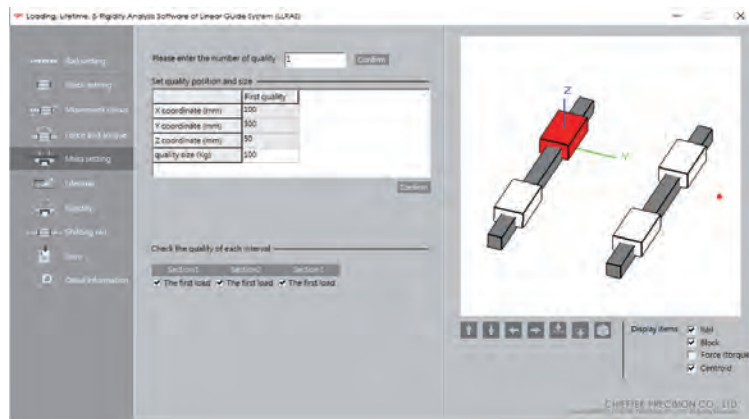 Loading, Lifetime, & Rigidity Analysis Software of Linear Guide System (LLRAS)
Rail setting
Block setting
Force and torque
Mass setting
Lifetime
Rigidity
Save
Detail information
Please enter the number of quality
1
Confirm
Set quality position and size
First quality
X coordinate (mm) 100
Y coordinate (mm) 300
Z coordinate (mm) 50
quality size (Kg) 100
Confirm
Check the quality of each interval
Section1 Section2 Section3
The first load The first load The first load
Z
Y
Display items
Rail
Block
Force (torque
Centroid
CHIEFTEK PRECISION CO., LTD.